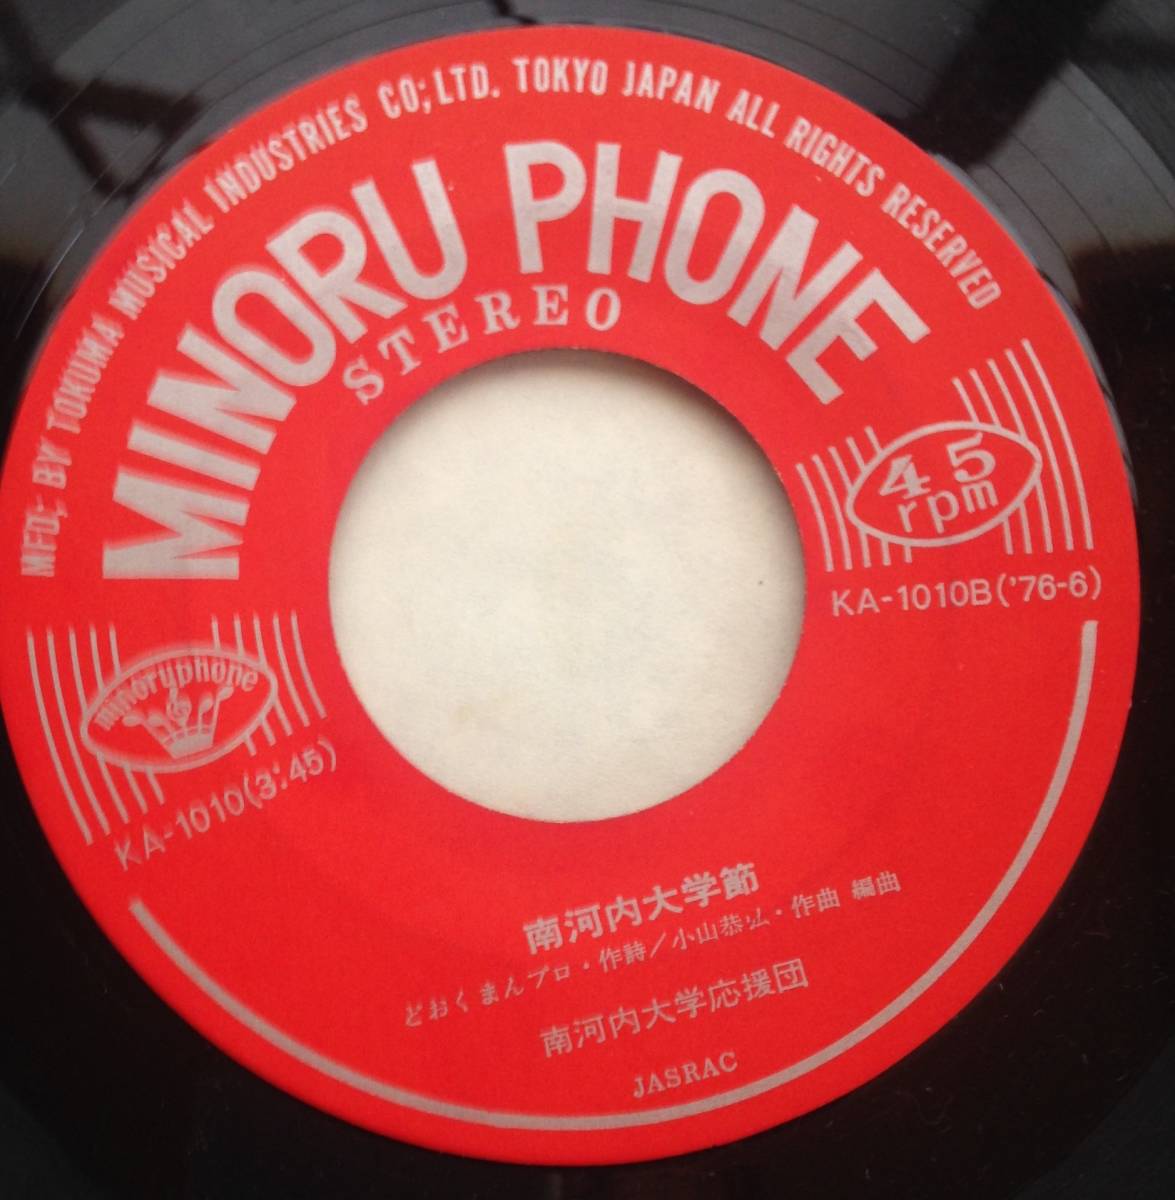 MFD; BY TOKUMA MUSICAL INDUSTRIES CO; LTD. TOKYO JAPAN ALL RIGHTS RESERVED
MINORU PHONE
STEREO
45
rpm
KA-1010B('76-6)
minoruphone
KA-1010(3:45)
南河内大学節
どおくまんプロ・作詩/小山恭弘・作曲 編曲
南河内大学応援団
JASRAC